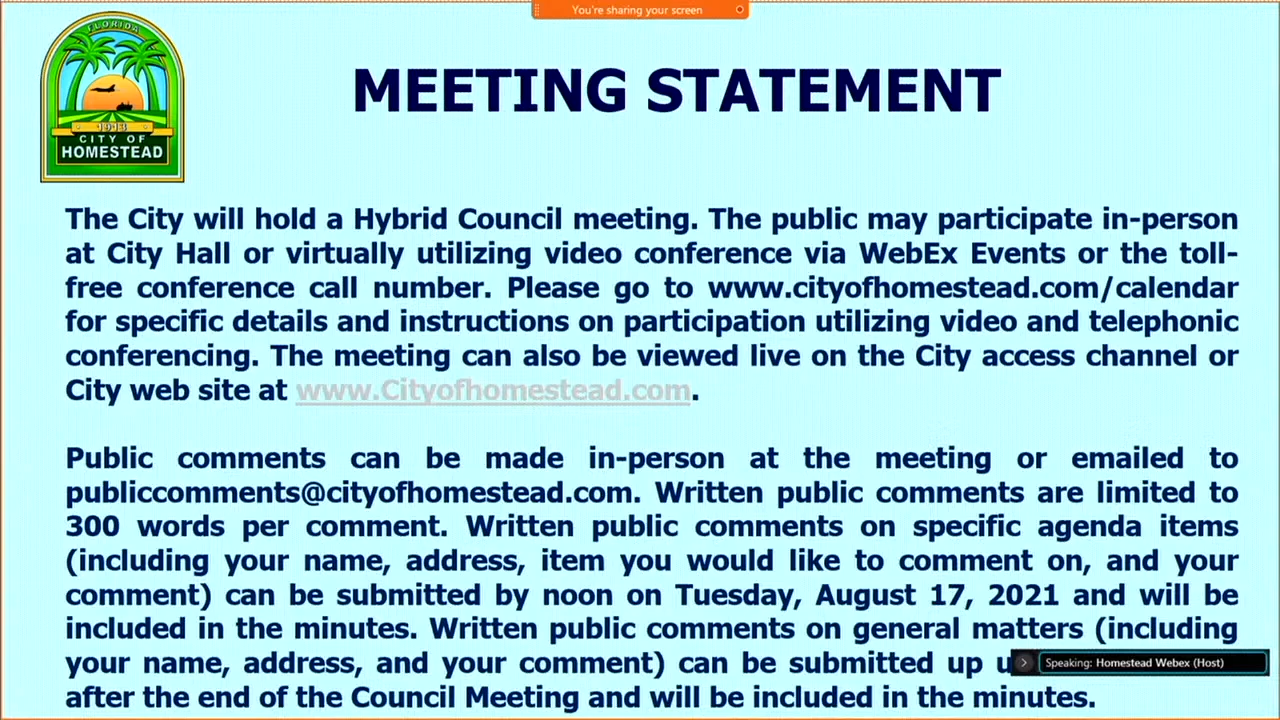 You're sharing your screen
FLORIDA
1913
CITY OF
HOMESTEAD
MEETING STATEMENT
The City will hold a Hybrid Council meeting. The public may participate in-person
at City Hall or virtually utilizing video conference via WebEx Events or the toll-
free conference call number. Please go to www.cityofhomestead.com/calendar
for specific details and instructions on participation utilizing video and telephonic
conferencing. The meeting can also be viewed live on the City access channel or
City web site at www.Cityofhomestead.com.
Public comments can be made in-person at the meeting or emailed to
publiccomments@cityofhomestead.com. Written public comments are limited to
300 words per comment. Written public comments on specific agenda items
(including your name, address, item you would like to comment on, and your
comment) can be submitted by noon on Tuesday, August 17, 2021 and will be
included in the minutes. Written public comments on general matters (including
your name, address, and your comment) can be submitted up
Speaking: Homestead Webex (Host)
after the end of the Council Meeting and will be included in the minutes.